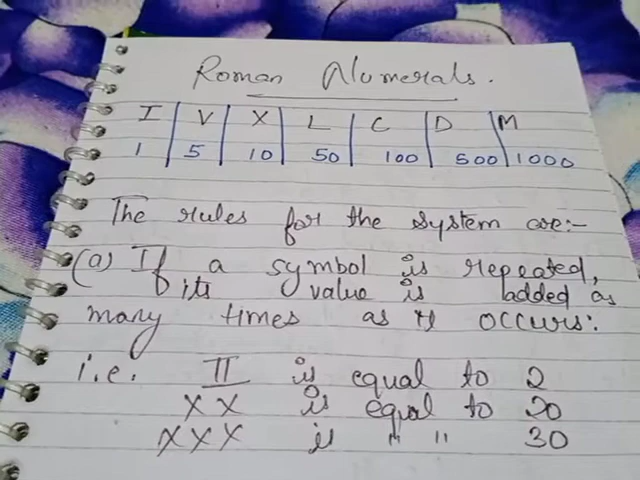 Roman Numerals.
I V X L C D M
1 5 10 50 100 500 1000
The rules for the system are:-
(a) If a symbol is repeated,
its value is added as
many times as it occurs:
i.e. II is equal to 2
XX is equal to 20
XXX is " " 30